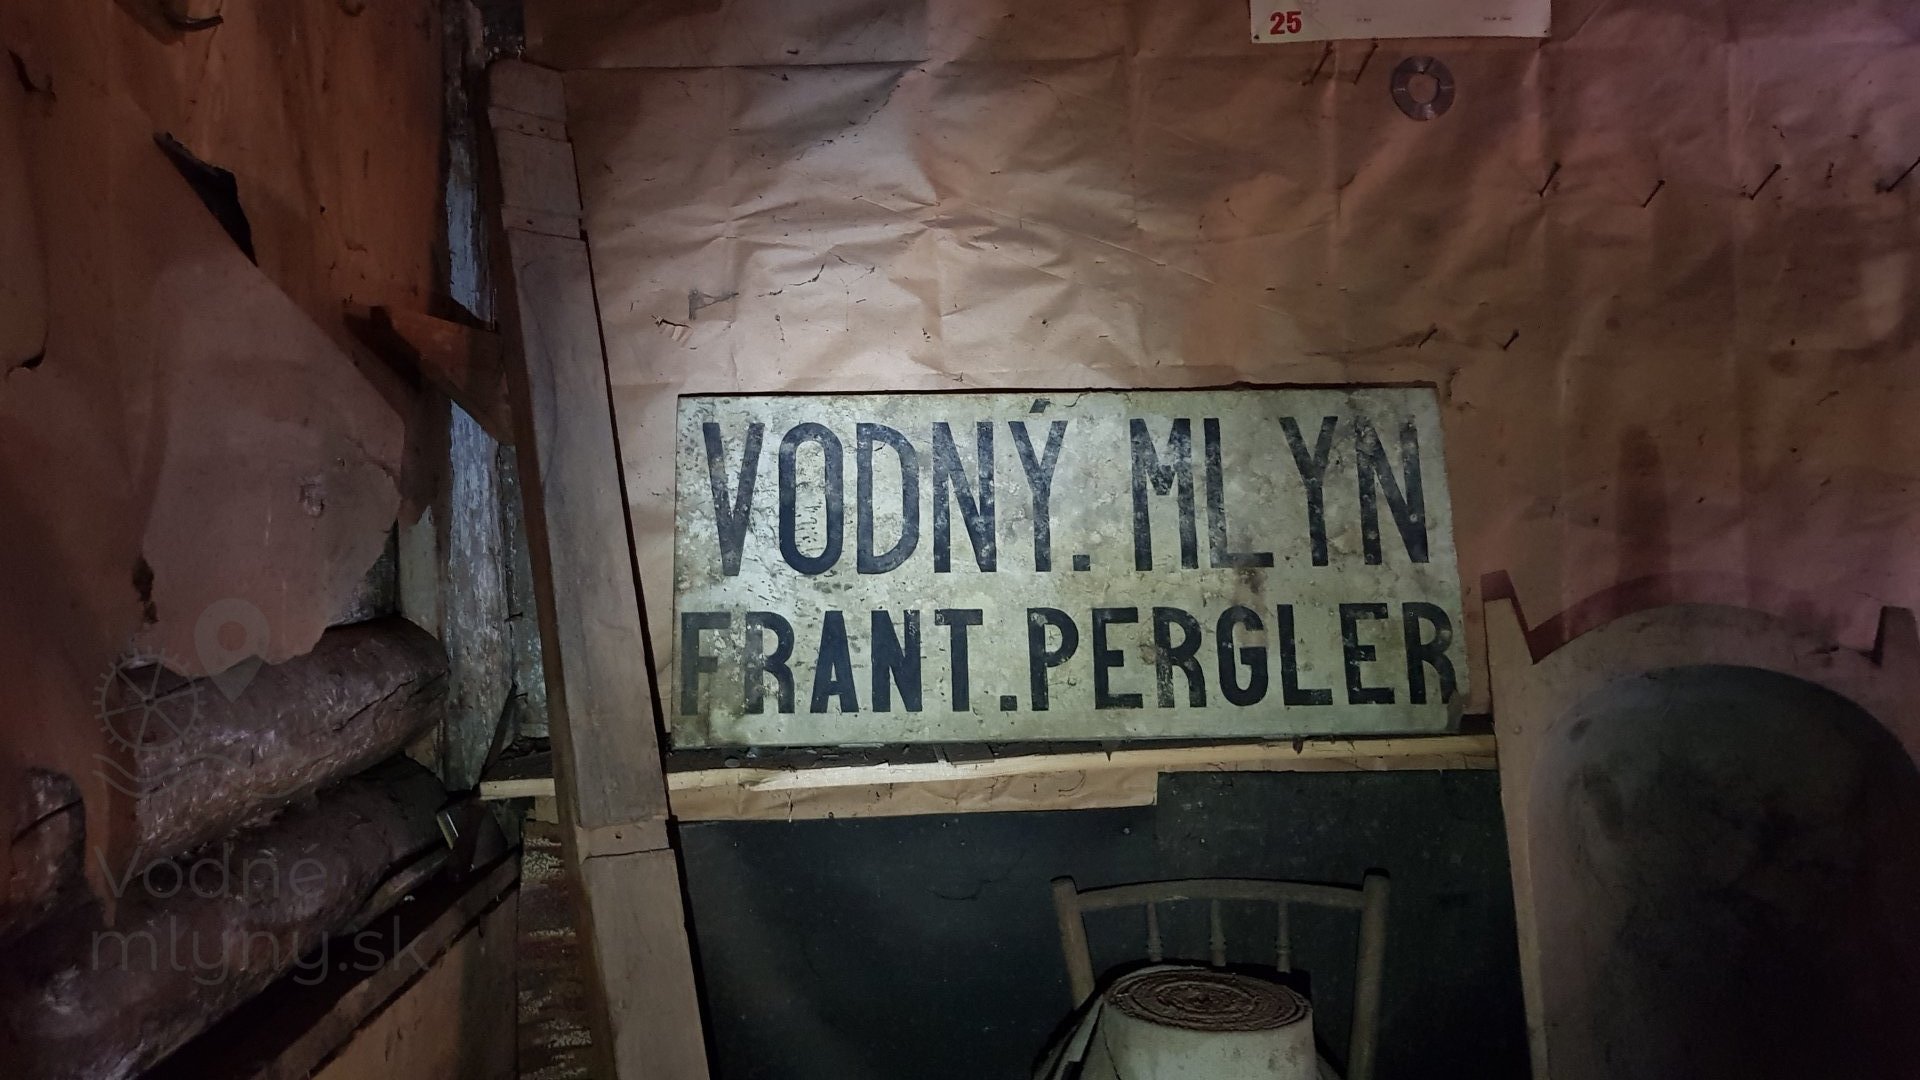 25
VODNÝ. MLYN
FRANT. PERGLER
Vodne
mlyny.sk